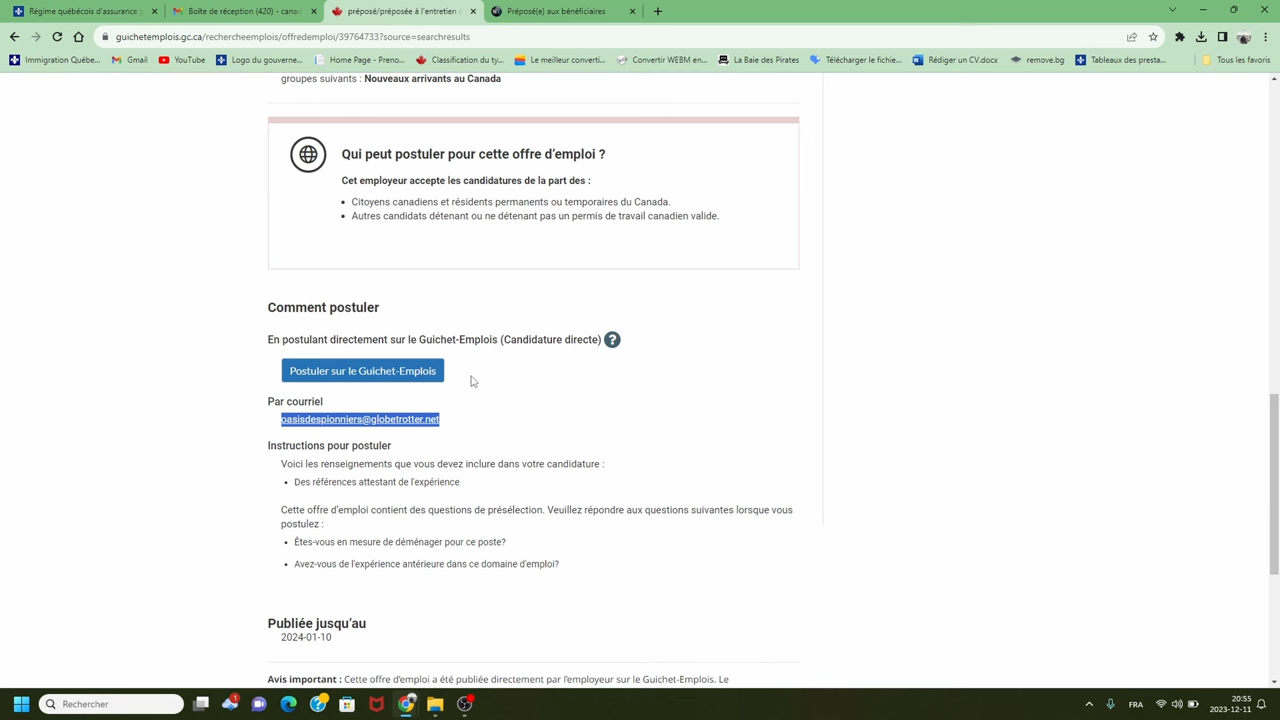 Régime québécois d'assurance p
Boîte de réception (420) - canad
préposé/préposée à l'entretien e
Préposé(e) aux bénéficiaires
guichetemplois.gc.ca/rechercheemplois/offredemploi/39764733?source=searchresults
Immigration Québe...
Gmail
YouTube
Logo du gouverne...
Home Page - Preno...
Classification du ty...
Le meilleur converti...
Convertir WEBM en...
La Baie des Pirates
Télécharger le fichie...
Rédiger un CV.docx
remove.bg
Tableaux des presta...
Tous les favoris
groupes suivants : Nouveaux arrivants au Canada
Qui peut postuler pour cette offre d'emploi ?
Cet employeur accepte les candidatures de la part des :
• Citoyens canadiens et résidents permanents ou temporaires du Canada.
• Autres candidats détenant ou ne détenant pas un permis de travail canadien valide.
Comment postuler
En postulant directement sur le Guichet-Emplois (Candidature directe) ?
Postuler sur le Guichet-Emplois
Par courriel
oasisdespionniers@globetrotter.net
Instructions pour postuler
Voici les renseignements que vous devez inclure dans votre candidature :
• Des références attestant de l'expérience
Cette offre d'emploi contient des questions de présélection. Veuillez répondre aux questions suivantes lorsque vous
postulez :
• Êtes-vous en mesure de déménager pour ce poste?
• Avez-vous de l'expérience antérieure dans ce domaine d'emploi?
Publiée jusqu'au
2024-01-10
Avis important : Cette offre d'emploi a été publiée directement par l'employeur sur le Guichet-Emplois. Le
Rechercher
1
FRA
20:55
2023-12-11